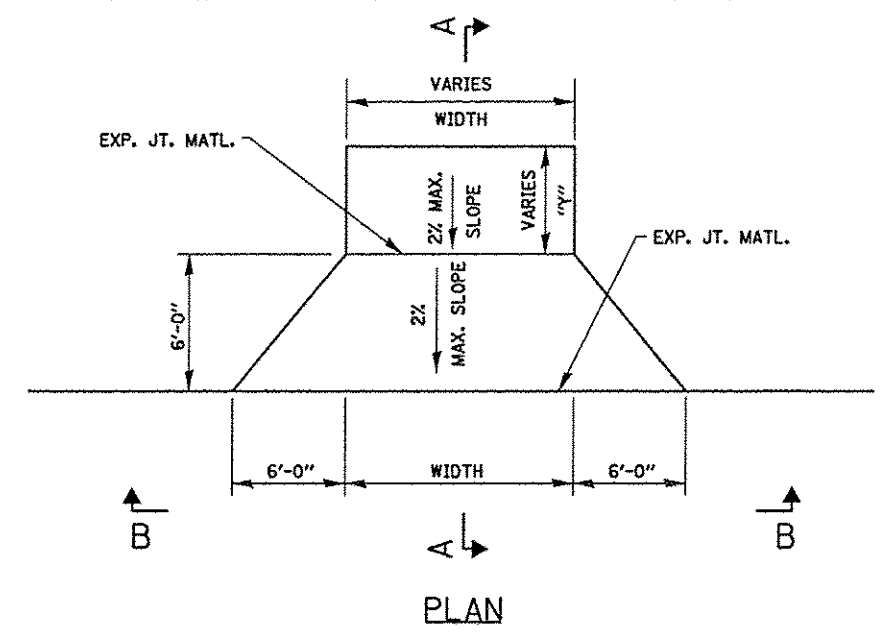 A
VARIES
WIDTH
EXP. JT. MATL.
2% MAX.
SLOPE
VARIES
"Y"
EXP. JT. MATL.
6'-0"
2%
MAX. SLOPE
6'-0"
WIDTH
6'-0"
B
A
B
PLAN